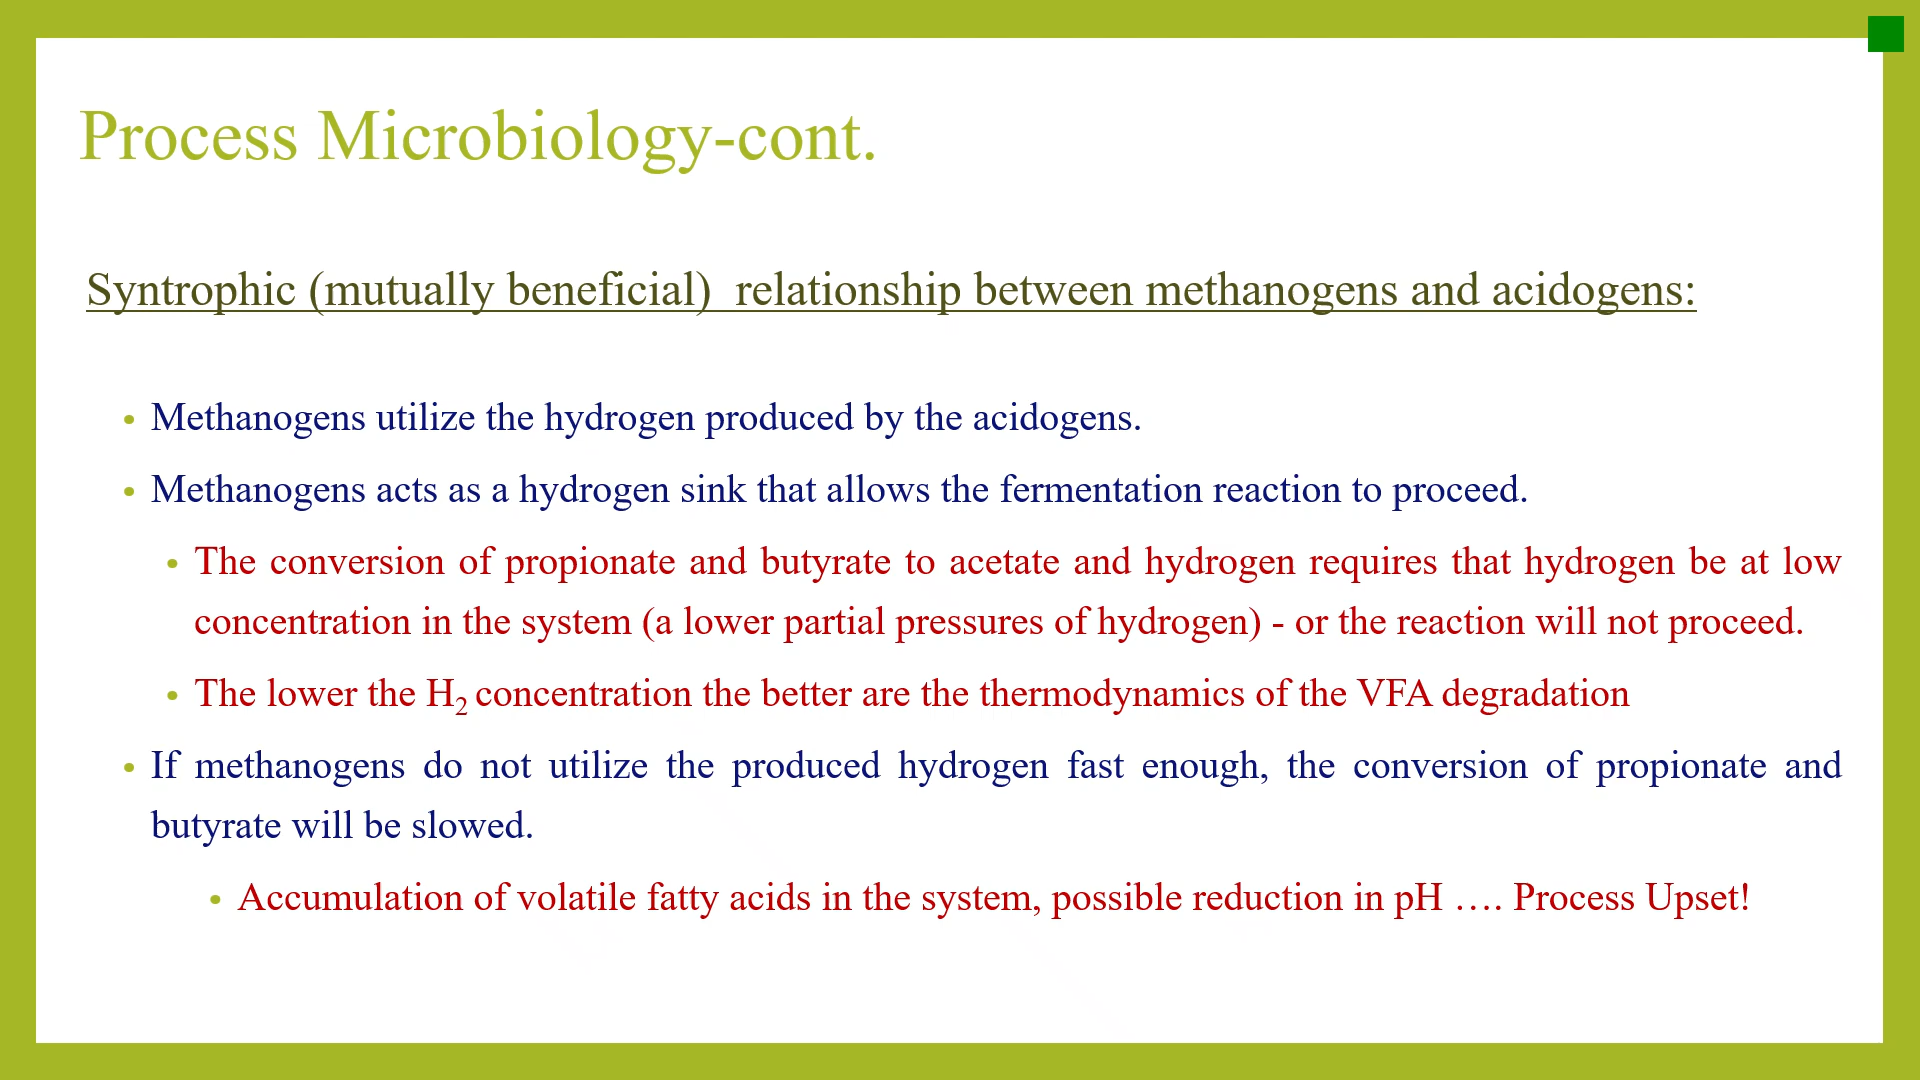 Process Microbiology-cont.
Syntrophic (mutually beneficial)  relationship between methanogens and acidogens:
• Methanogens utilize the hydrogen produced by the acidogens.
• Methanogens acts as a hydrogen sink that allows the fermentation reaction to proceed.
• The conversion of propionate and butyrate to acetate and hydrogen requires that hydrogen be at low
concentration in the system (a lower partial pressures of hydrogen) - or the reaction will not proceed.
• The lower the H₂ concentration the better are the thermodynamics of the VFA degradation
• If methanogens do not utilize the produced hydrogen fast enough, the conversion of propionate and
butyrate will be slowed.
• Accumulation of volatile fatty acids in the system, possible reduction in pH …. Process Upset!